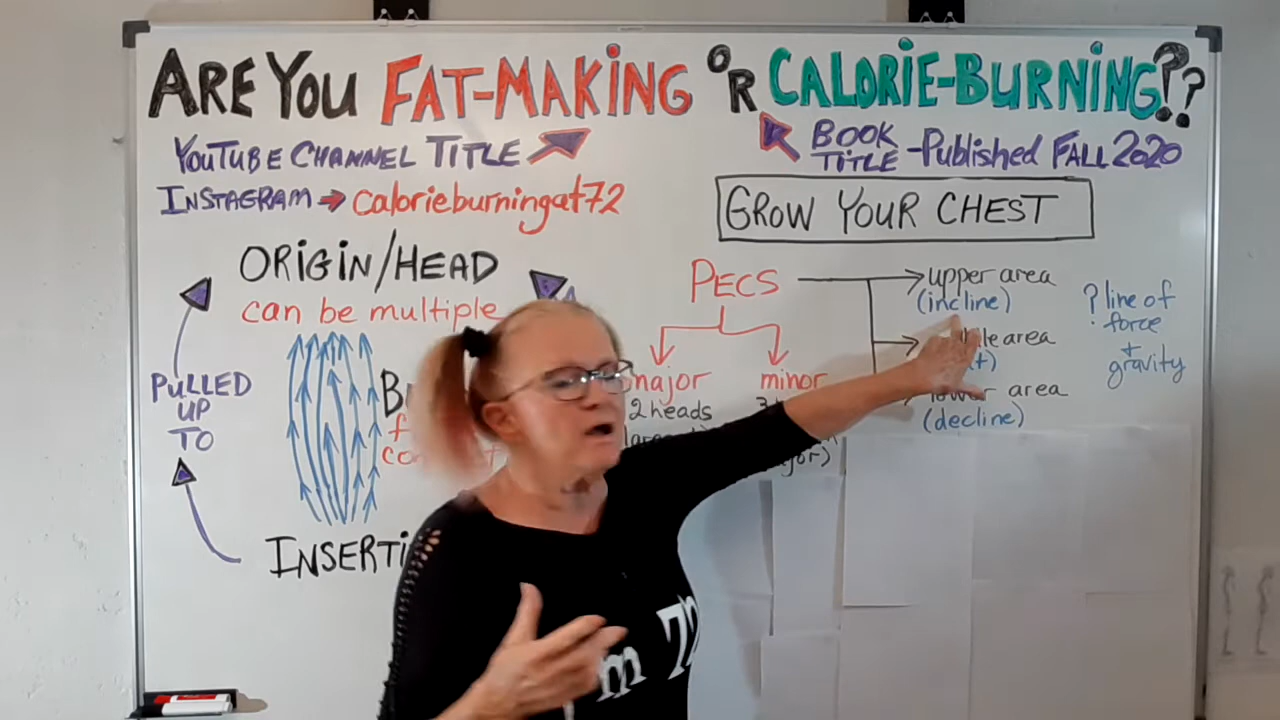 ARE YOU FAT-MAKING OR CALORIE-BURNING??
YOUTUBE CHANNEL TITLE
BOOK TITLE -Published FALL 2020
INSTAGRAM → calorieburningat72
GROW YOUR CHEST
ORIGIN/HEAD
can be multiple
PULLED
UP
TO
PECS
major
2 heads
minor
upper area
(incline)
area
area
(decline)
? line of
force
+
gravity
72